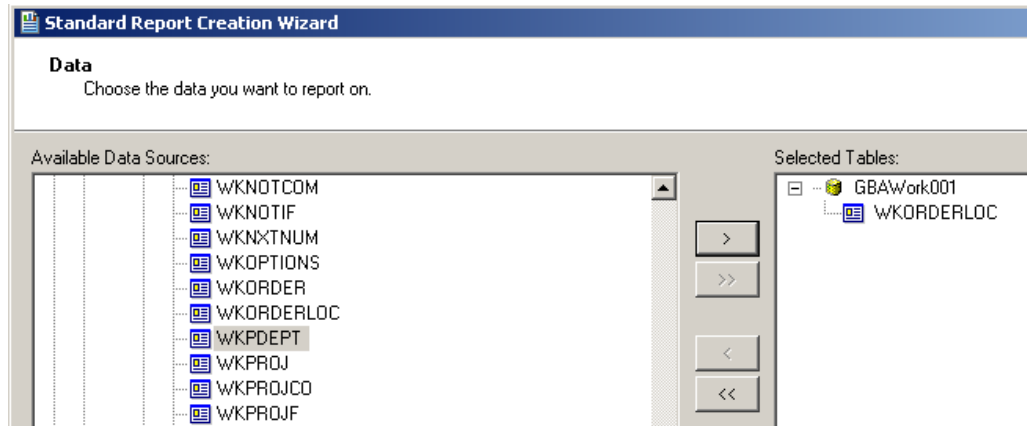 Standard Report Creation Wizard
Data
Choose the data you want to report on.
Available Data Sources:
WKNOTCOM
WKNOTIF
WKNXTNUM
WKOPTIONS
WKORDER
WKORDERLOC
WKPDEPT
WKPROJ
WKPROJCO
WKPROJF
>
>>
<
<<
Selected Tables:
GBAWork001
WKORDERLOC